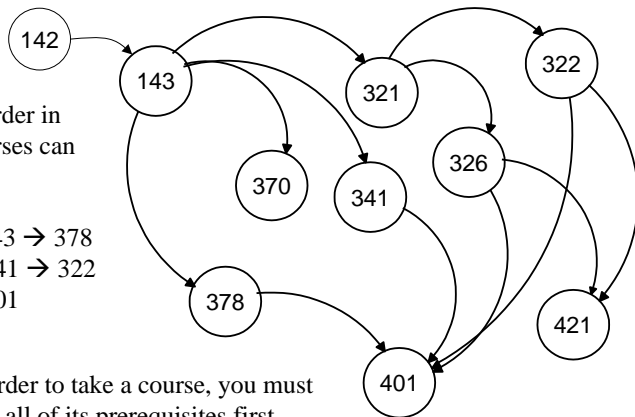 142
143
321
322
370
341
326
378
421
401
rder in
rses can
43 → 378
41 → 322
01
rder to take a course, you must
all of its prerequisites first